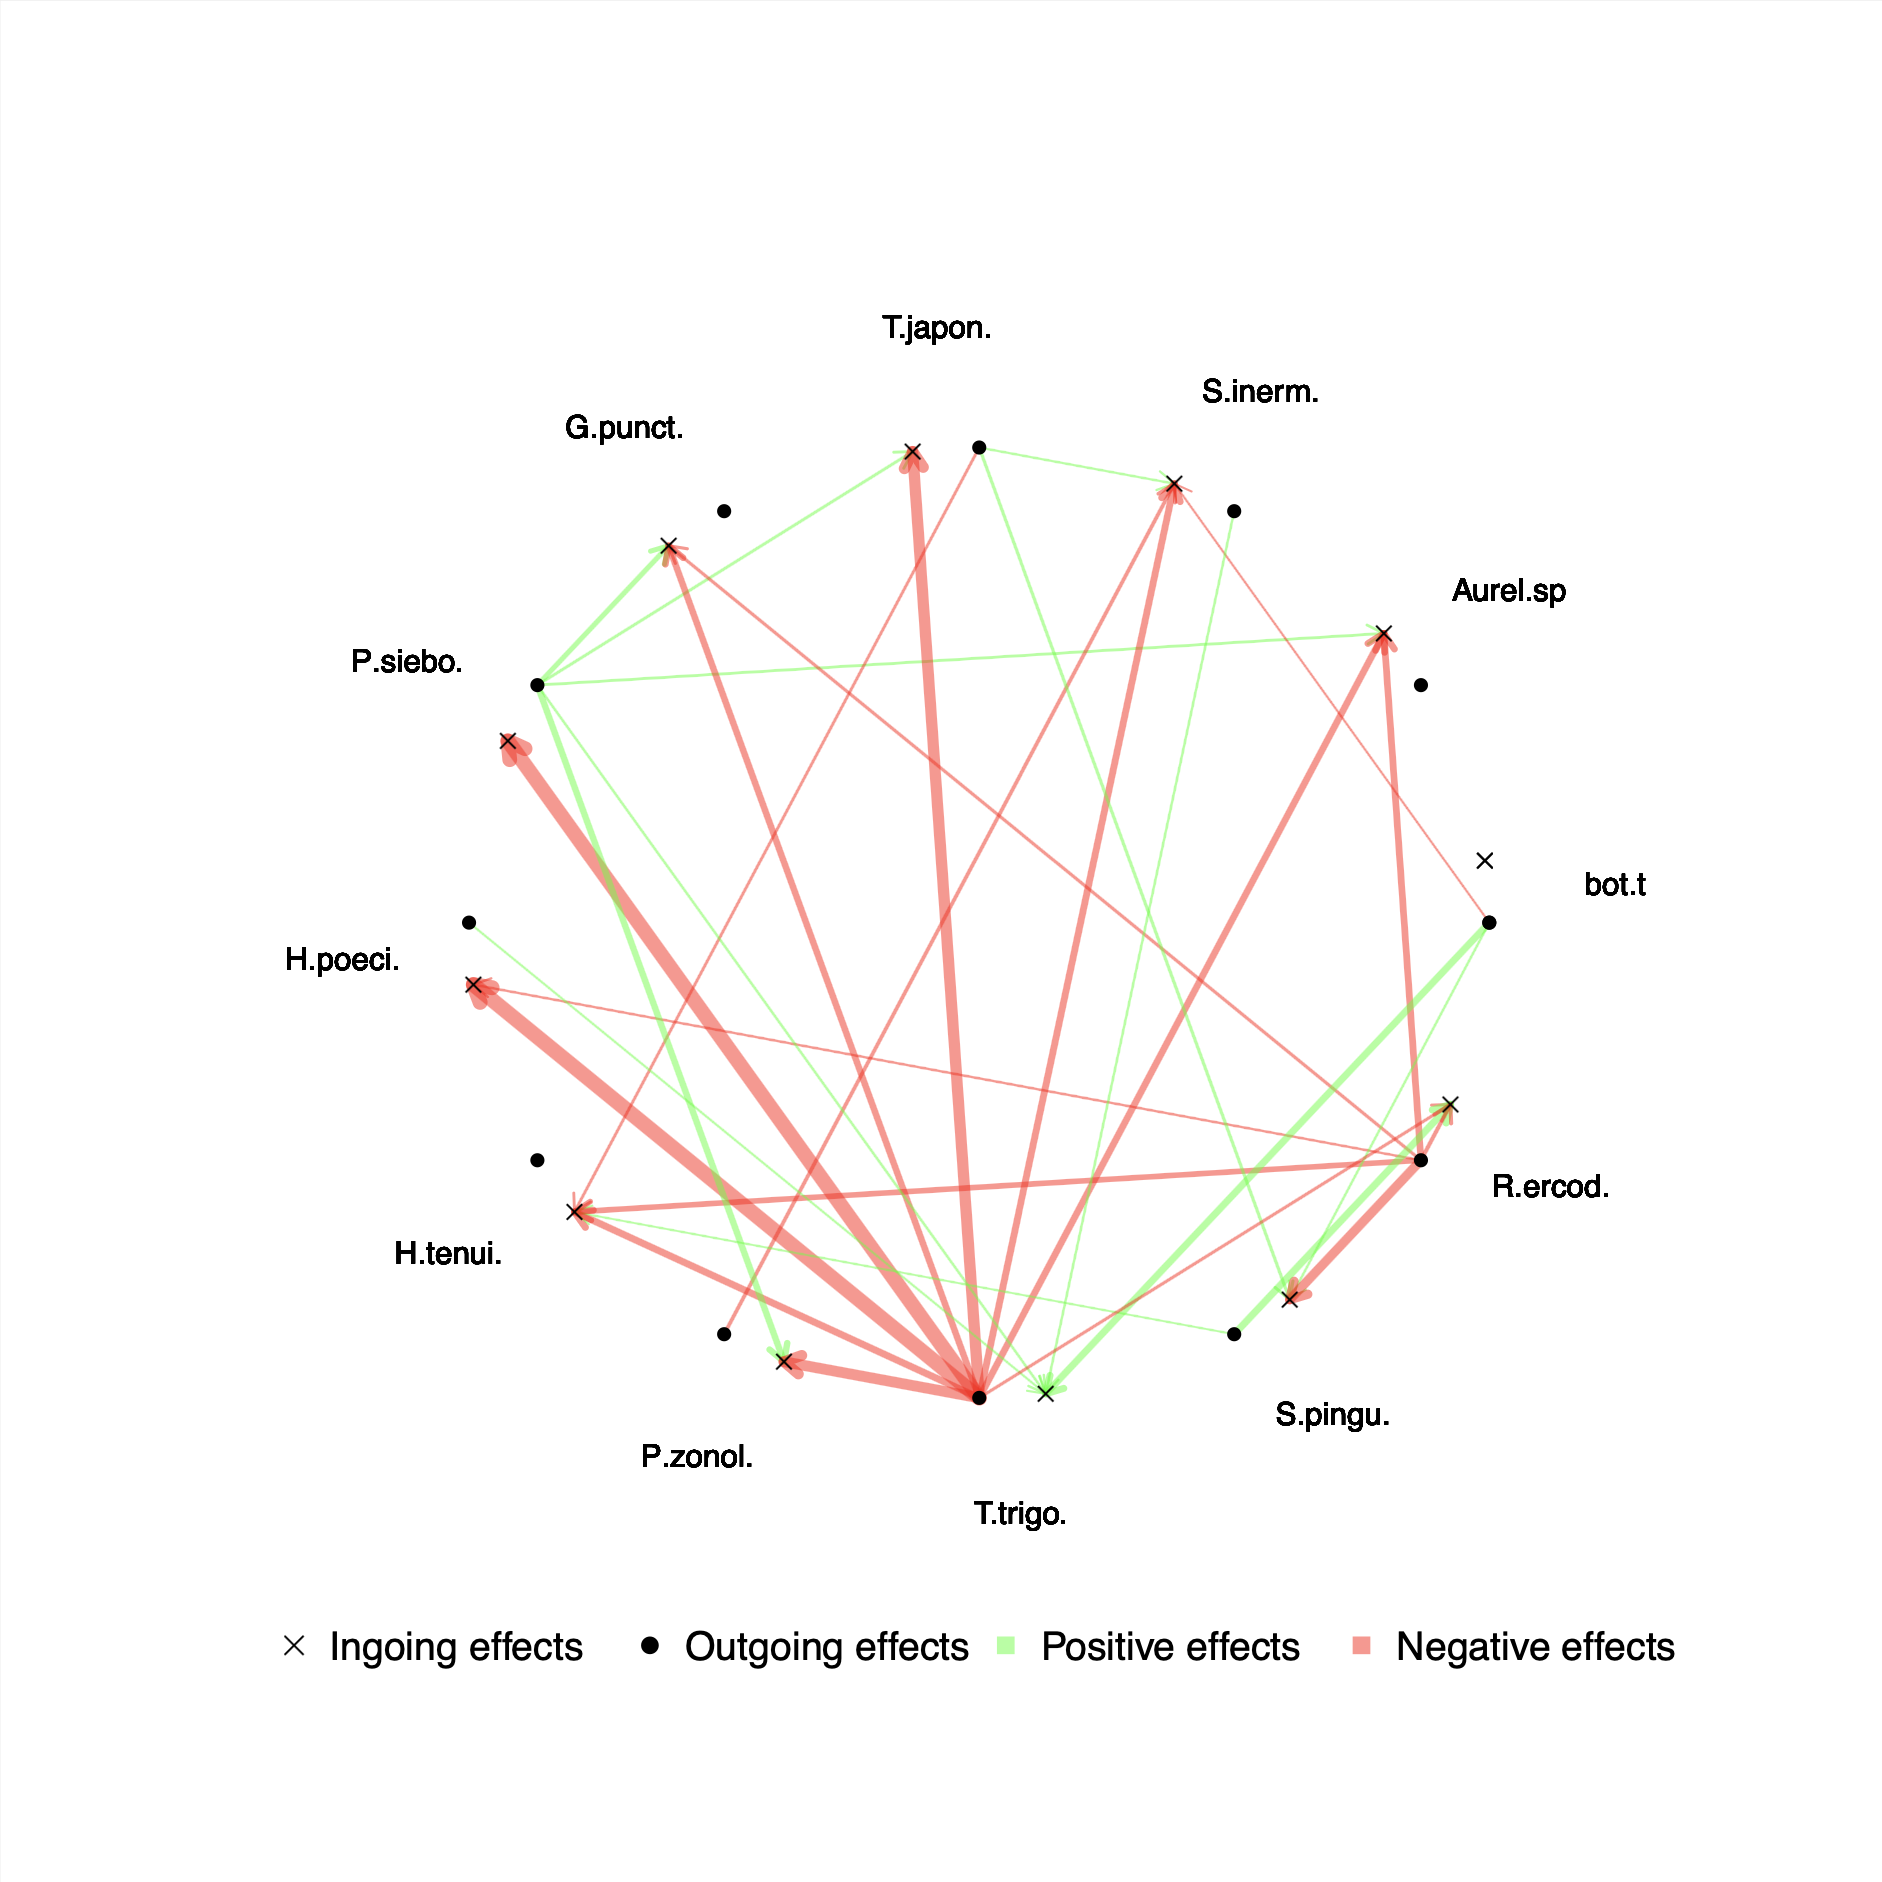 T.japon.
S.inerm.
G.punct.
Aurel.sp
P.siebo.
bot.t
H.poeci.
R.ercod.
H.tenui.
S.pingu.
P.zonol.
T.trigo.
Ingoing effects Outgoing effects Positive effects Negative effects